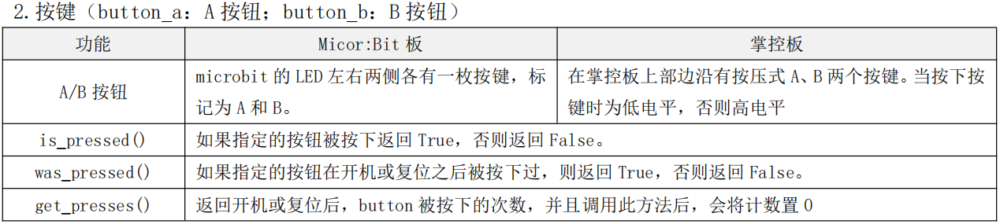 2.按键（button_a: A 按钮；button_b: B 按钮）
功能 Micor:Bit 板 掌控板
A/B 按钮
microbit 的 LED 左右两侧各有一枚按键，标
记为 A 和 B。
在掌控板上部边沿有按压式 A、B 两个按键。当按下按
键时为低电平，否则高电平
is_pressed() 如果指定的按钮被按下返回 True，否则返回 False。
was_pressed() 如果指定的按钮在开机或复位之后被按下过，则返回 True，否则返回 False。
get_presses() 返回开机或复位后，button 被按下的次数，并且调用此方法后，会将计数置 0